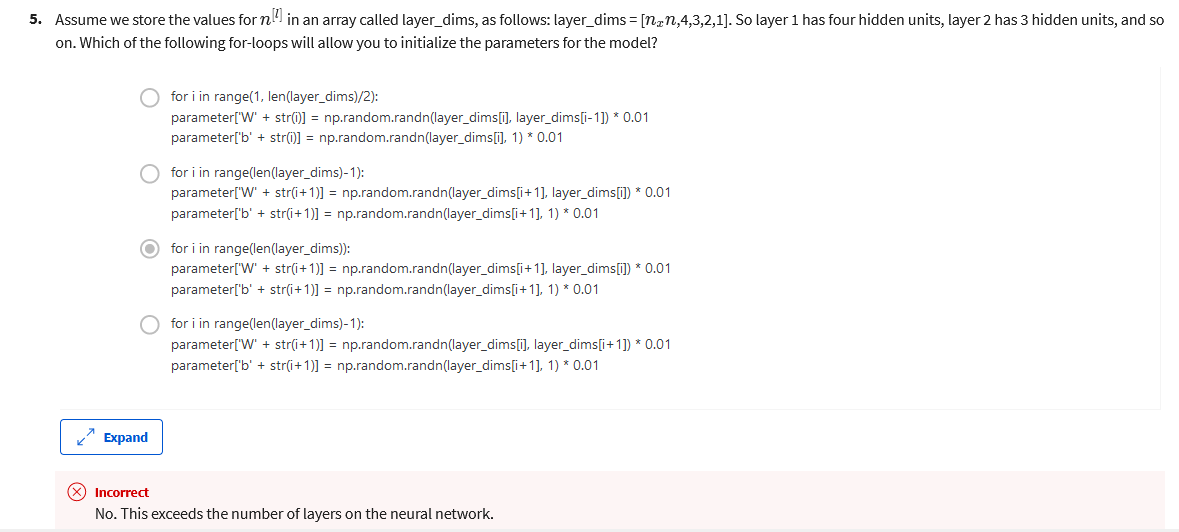 5. Assume we store the values for n^[l] in an array called layer_dims, as follows: layer_dims = [nₓn,4,3,2,1]. So layer 1 has four hidden units, layer 2 has 3 hidden units, and so
on. Which of the following for-loops will allow you to initialize the parameters for the model?
for i in range(1, len(layer_dims)/2):
parameter['W' + str(i)] = np.random.randn(layer_dims[i], layer_dims[i-1]) * 0.01
parameter['b' + str(i)] = np.random.randn(layer_dims[i], 1) * 0.01
for i in range(len(layer_dims)-1):
parameter['W' + str(i+1)] = np.random.randn(layer_dims[i+1], layer_dims[i]) * 0.01
parameter['b' + str(i+1)] = np.random.randn(layer_dims[i+1], 1) * 0.01
for i in range(len(layer_dims)):
parameter['W' + str(i+1)] = np.random.randn(layer_dims[i+1], layer_dims[i]) * 0.01
parameter['b' + str(i+1)] = np.random.randn(layer_dims[i+1], 1) * 0.01
for i in range(len(layer_dims)-1):
parameter['W' + str(i+1)] = np.random.randn(layer_dims[i], layer_dims[i+1]) * 0.01
parameter['b' + str(i+1)] = np.random.randn(layer_dims[i+1], 1) * 0.01
Expand
Incorrect
No. This exceeds the number of layers on the neural network.